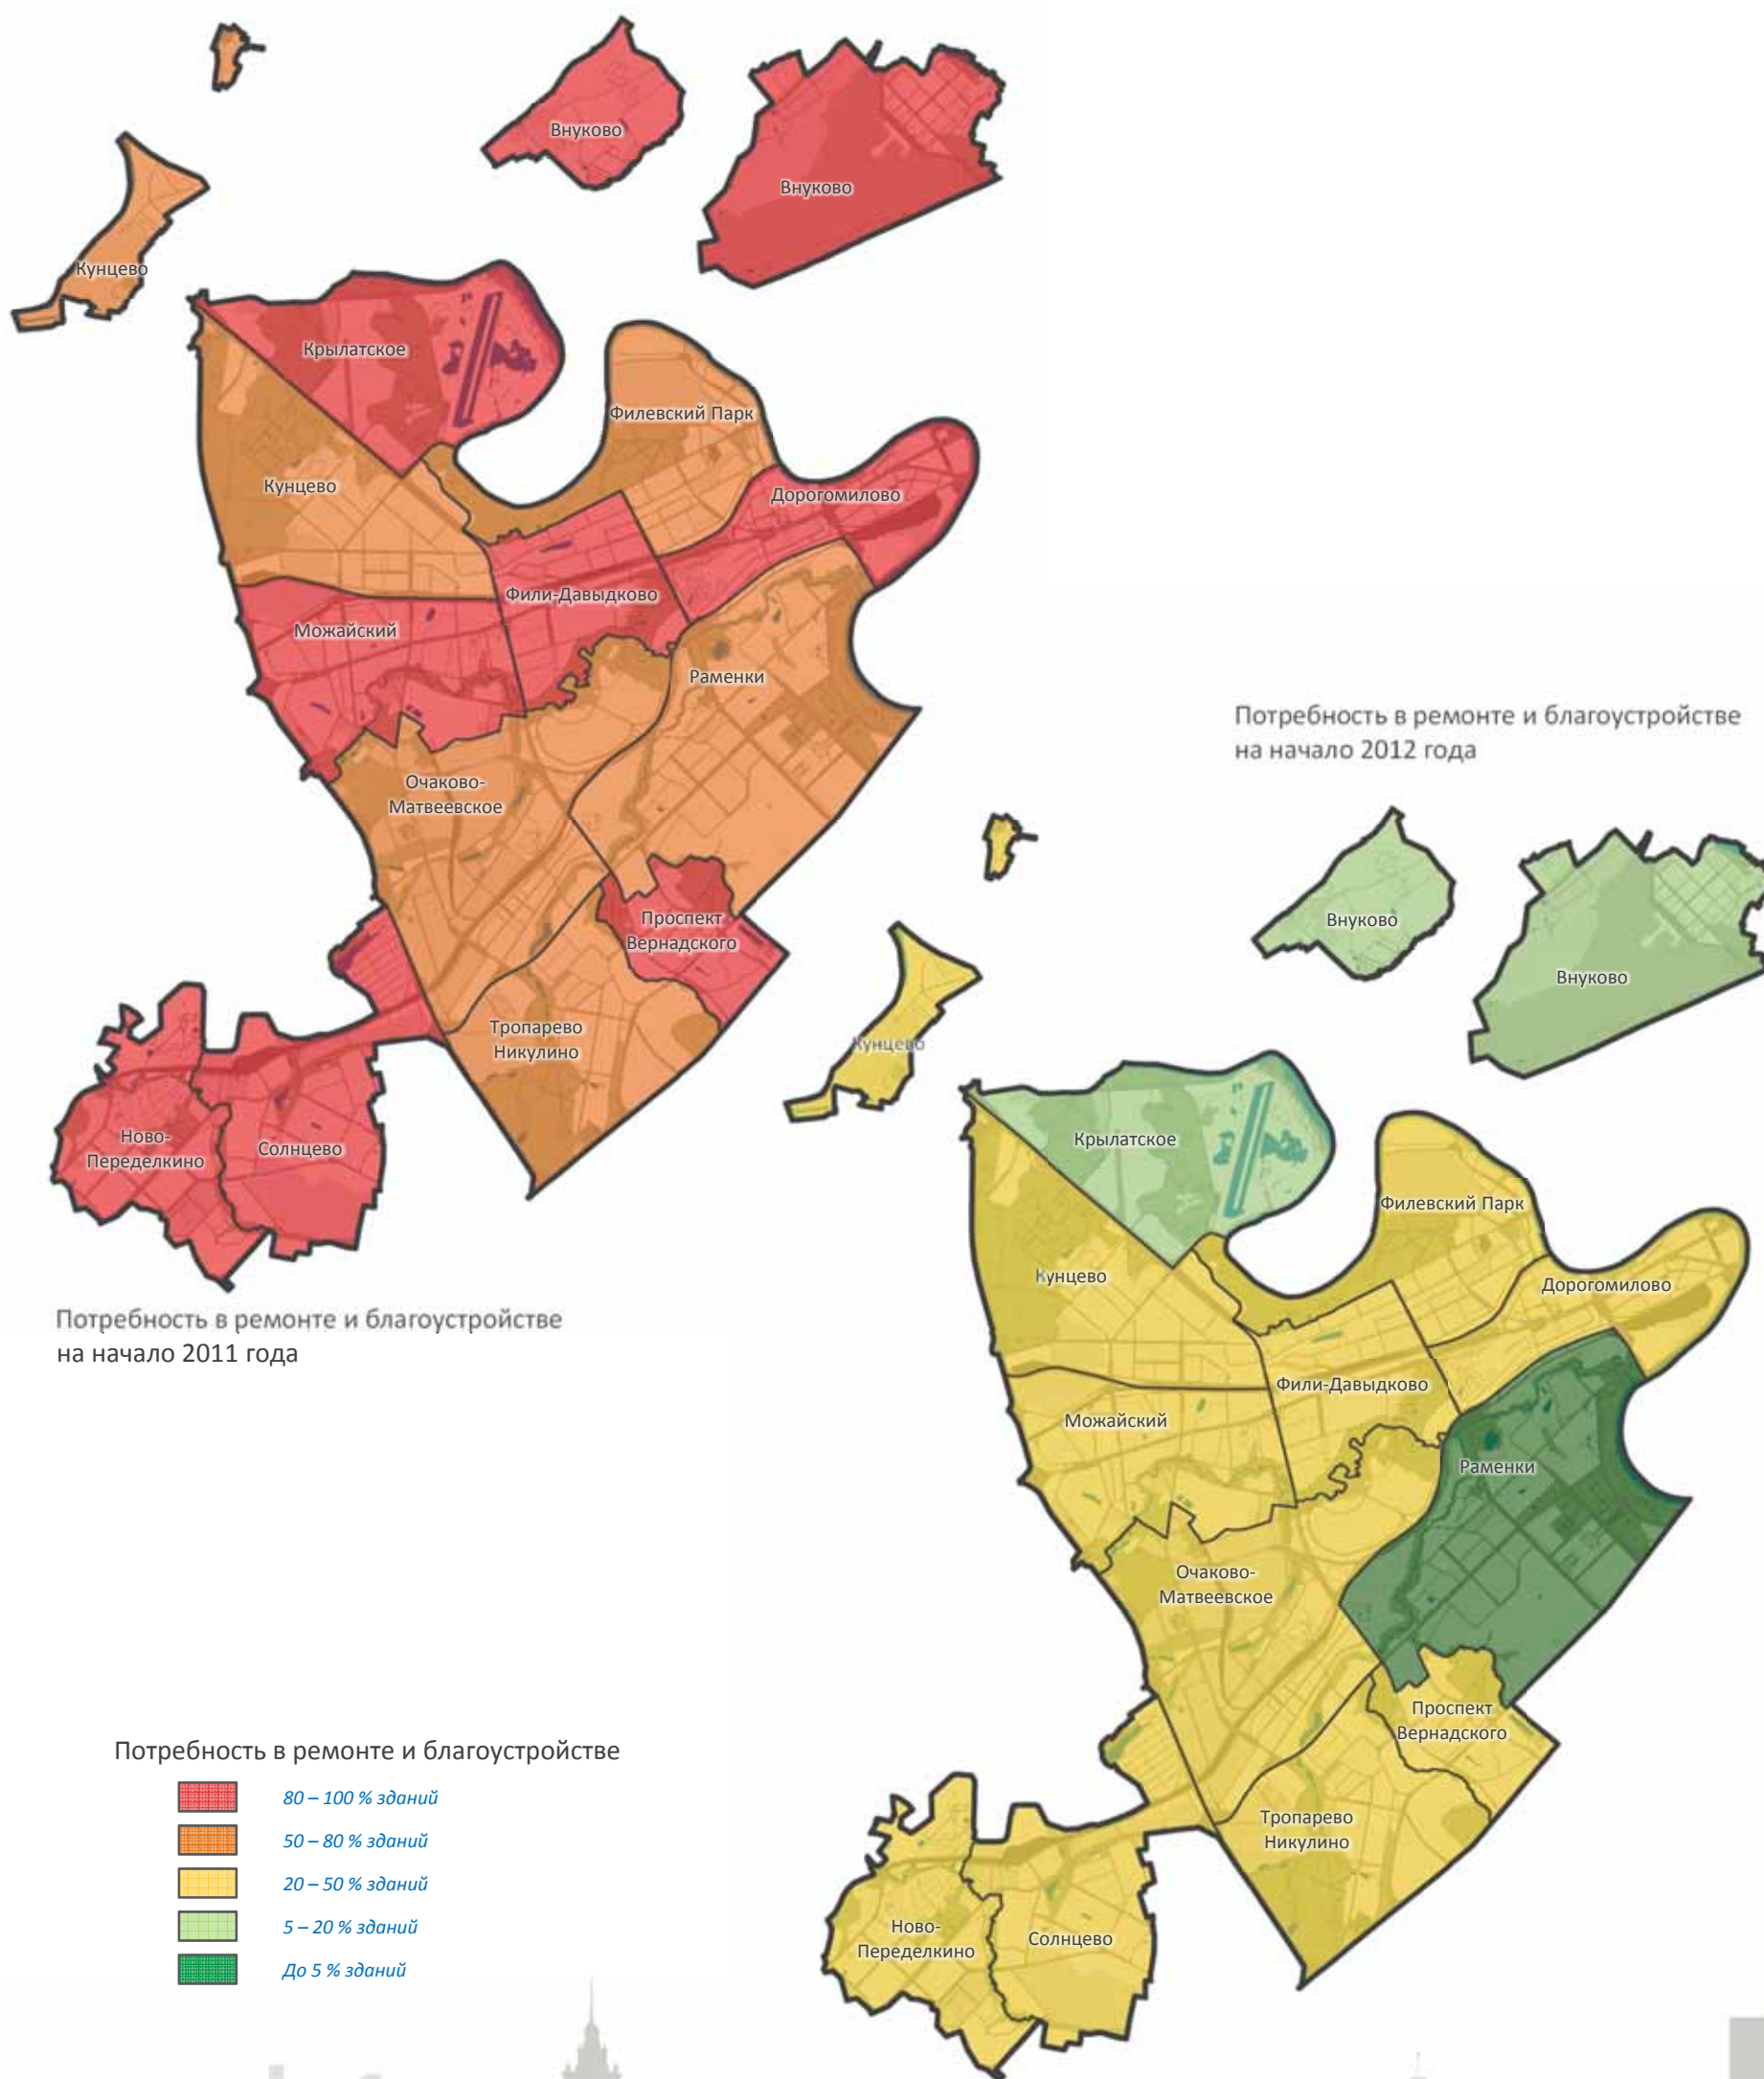 Внуково
Внуково
Кунцево
Крылатское
Филевский Парк
Кунцево
Дорогомилово
Фили-Давыдково
Можайский
Раменки
Очаково-
Матвеевское
Проспект
Вернадского
Тропарево
Никулино
Ново-
Переделкино
Солнцево
Потребность в ремонте и благоустройстве
на начало 2011 года
Потребность в ремонте и благоустройстве
на начало 2012 года
Внуково
Внуково
Кунцево
Крылатское
Филевский Парк
Кунцево
Дорогомилово
Фили-Давыдково
Можайский
Раменки
Очаково-
Матвеевское
Проспект
Вернадского
Тропарево
Никулино
Ново-
Переделкино
Солнцево
Потребность в ремонте и благоустройстве
80 – 100 % зданий
50 – 80 % зданий
20 – 50 % зданий
5 – 20 % зданий
До 5 % зданий